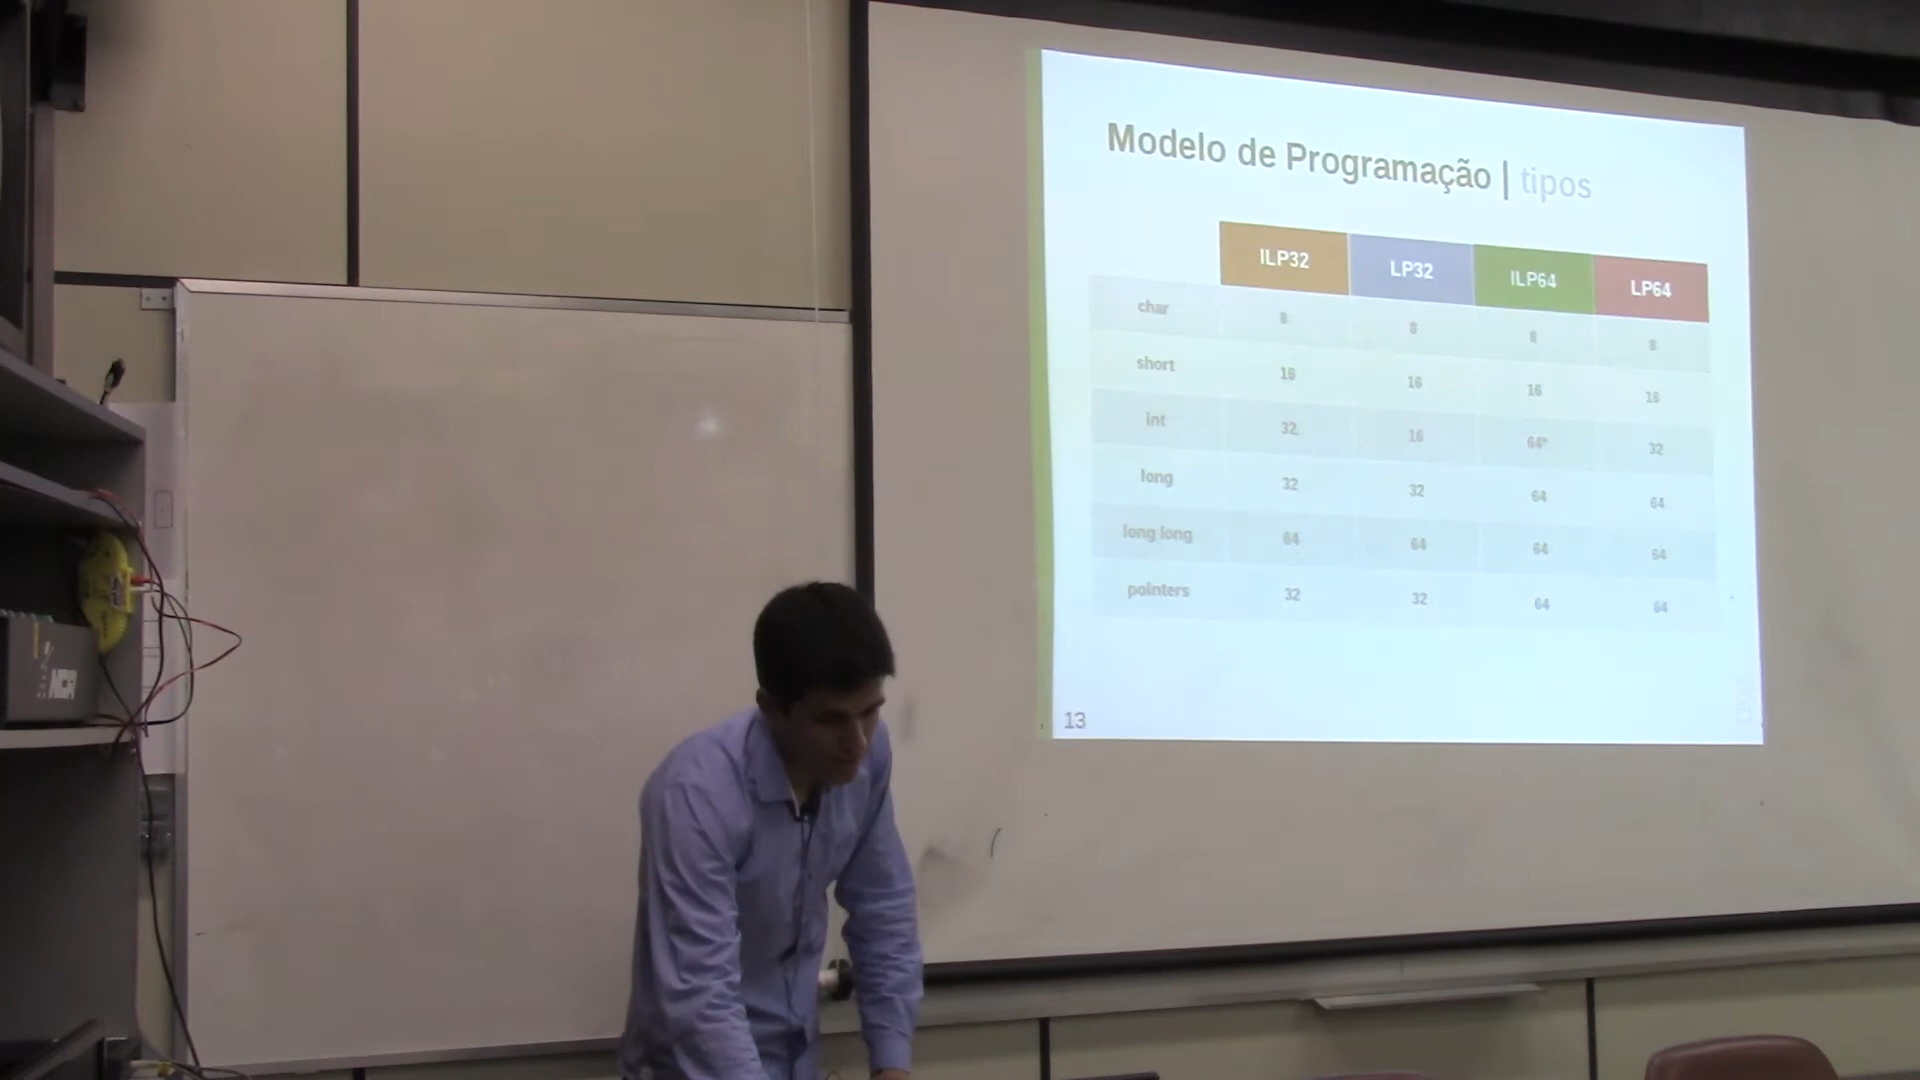 Modelo de Programação | tipos
ILP32 LP32 ILP64 LP64
char 8 8 8 8
short 16 16 16 16
int 32 16 64* 32
long 32 32 64 64
long long 64 64 64 64
pointers 32 32 64 64
13